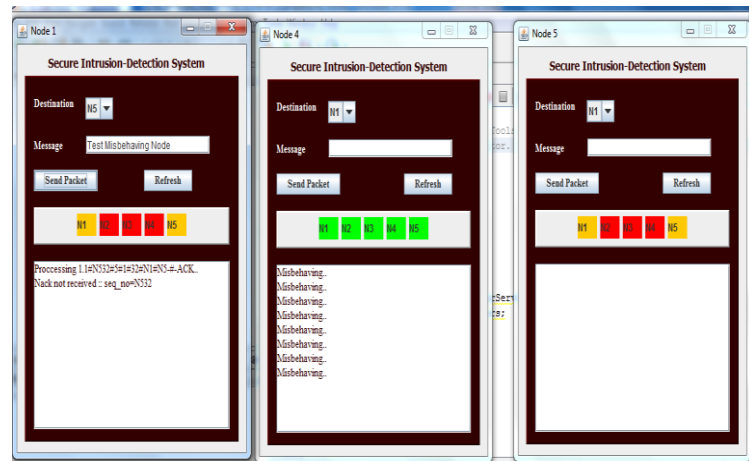 Node 1
Secure Intrusion-Detection System
Destination N5
Message Test Misbehaving Node
Send Packet Refresh
N1 N2 N3 N4 N5
Proccessing 1.1#N532#5#1#32#N1#N5-#-ACK..
Nack not received :: seq_no=N532
Node 4
Secure Intrusion-Detection System
Destination N1
Message
Send Packet Refresh
N1 N2 N3 N4 N5
Misbehaving..
Misbehaving..
Misbehaving..
Misbehaving..
Misbehaving..
Misbehaving..
Misbehaving..
Misbehaving..
Node 5
Secure Intrusion-Detection System
Destination N1
Message
Send Packet Refresh
N1 N2 N3 N4 N5